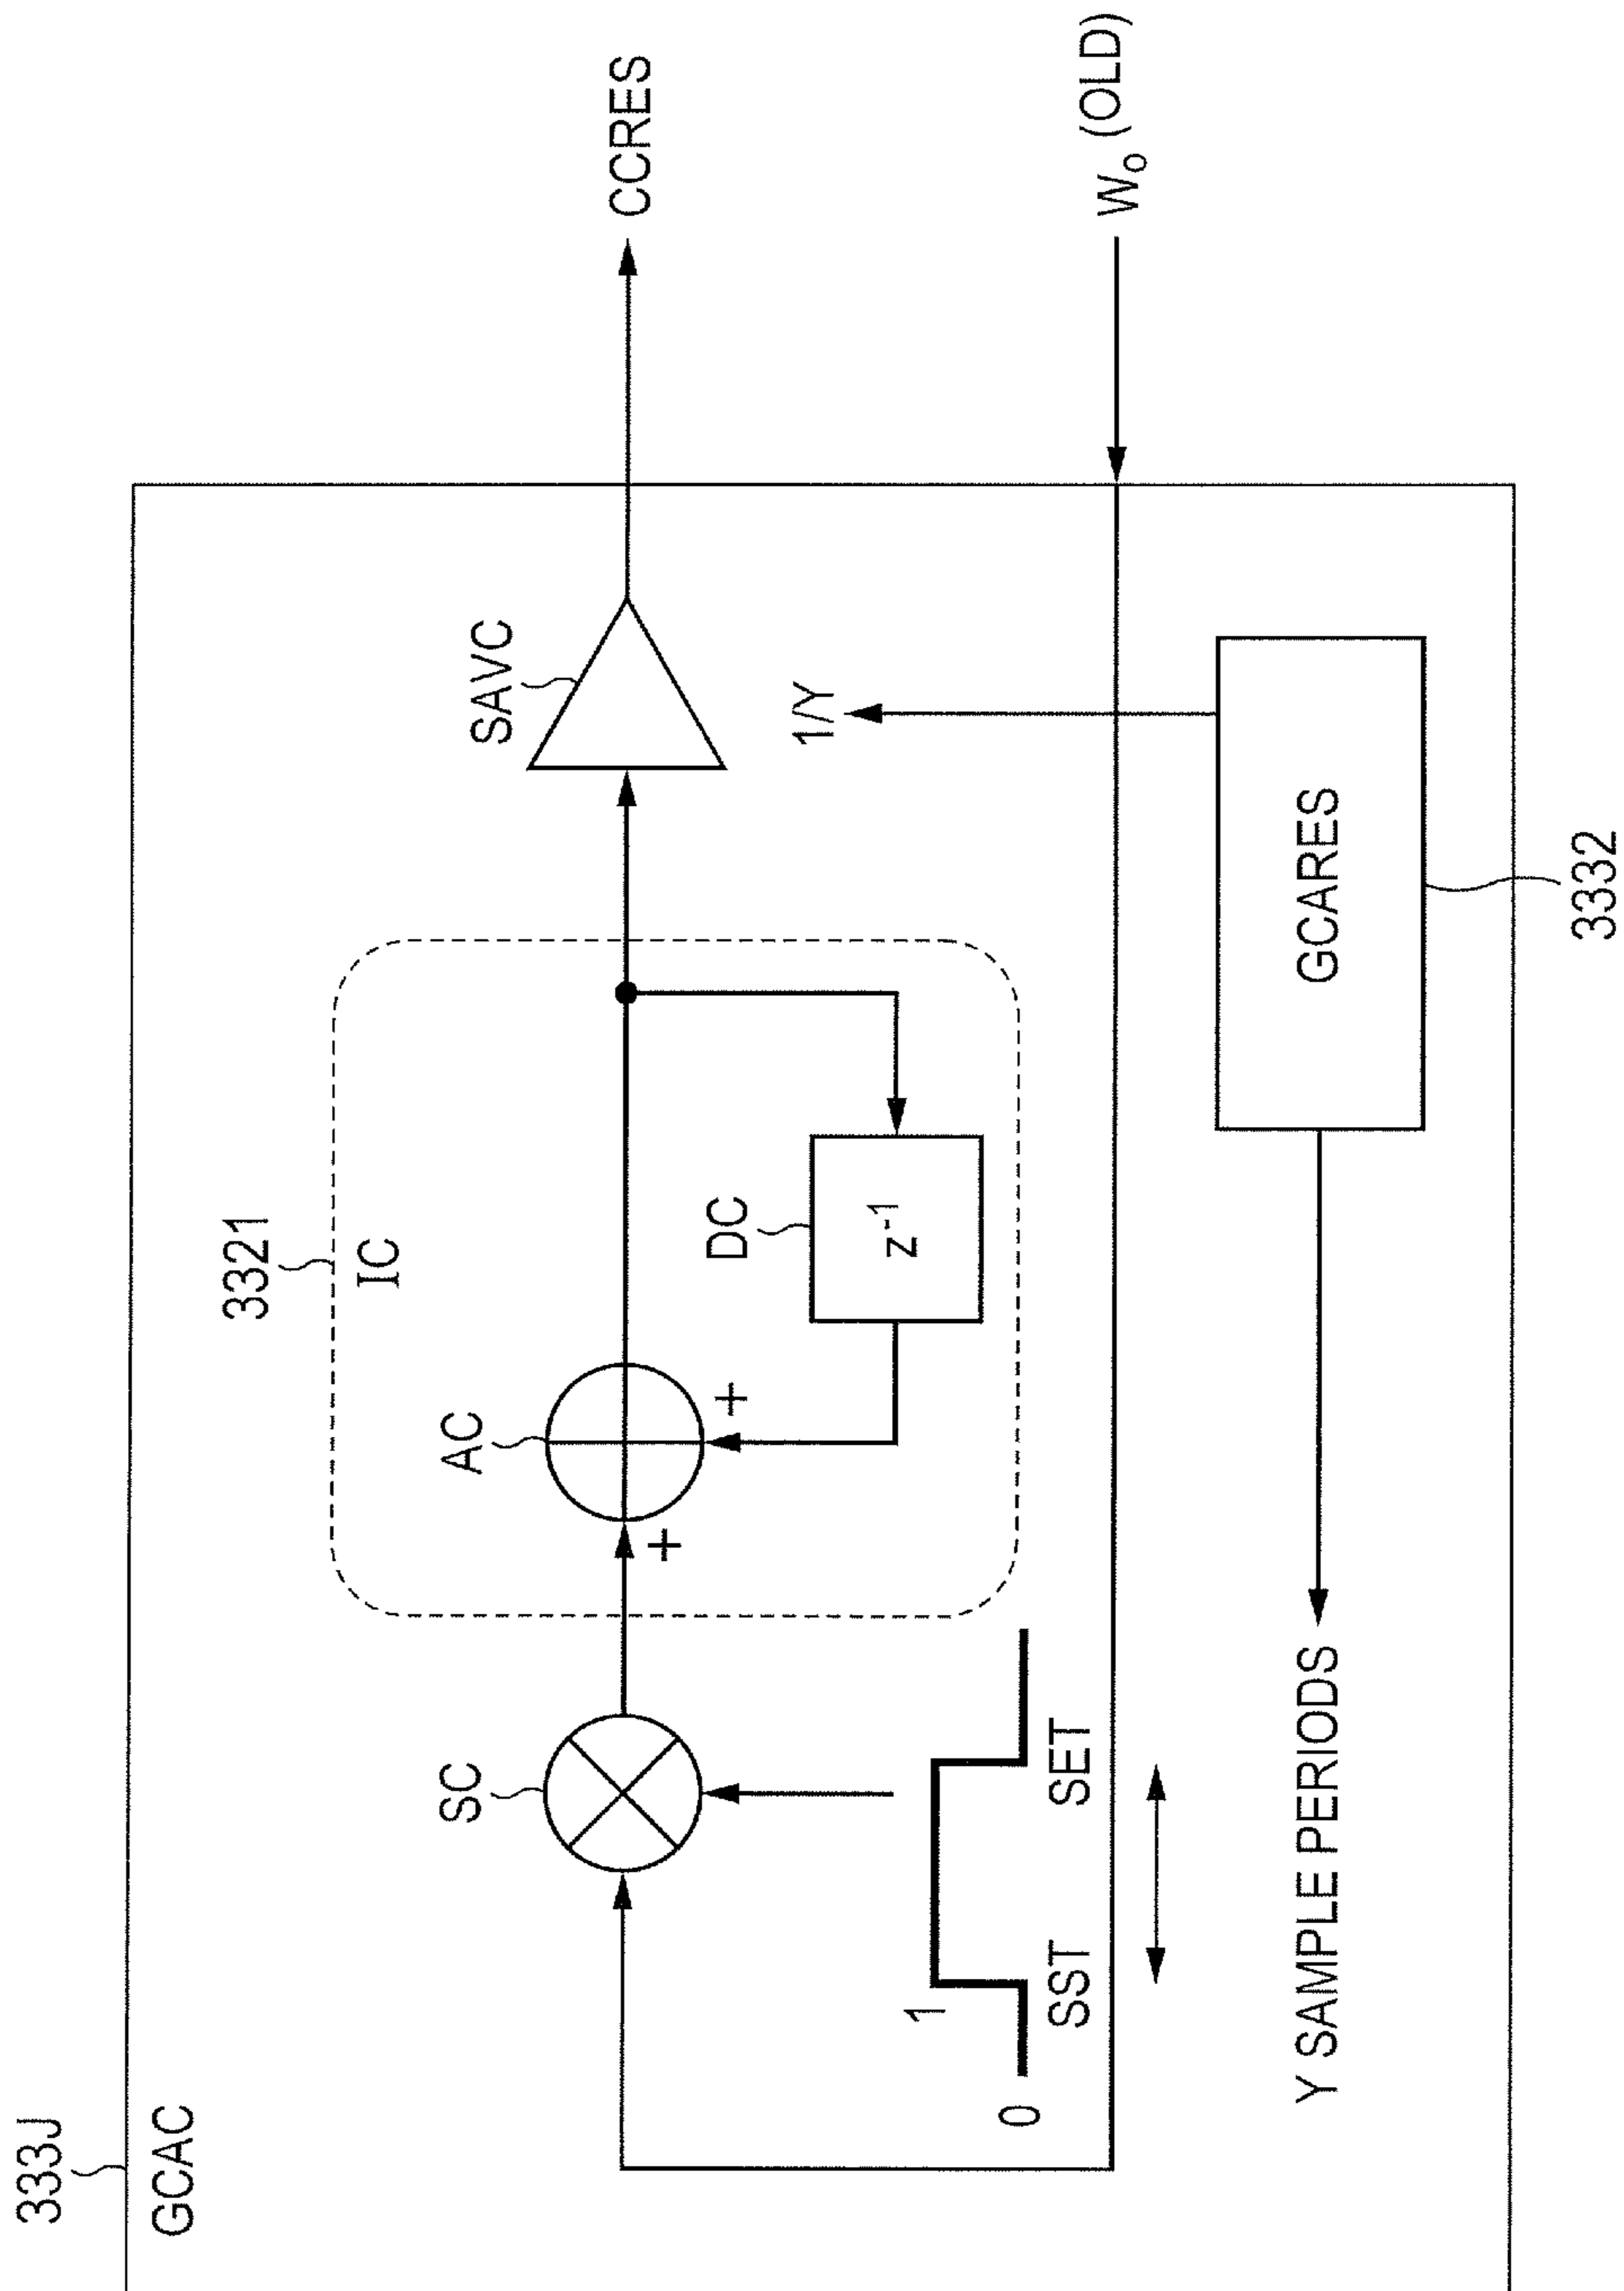 333J
GCAC
3321
IC
SC
AC
+
+
DC
z-1
SAVC
CCRES
1/Y
1
0
SST
SET
Wo (OLD)
Y SAMPLE PERIODS
GCARES
3332